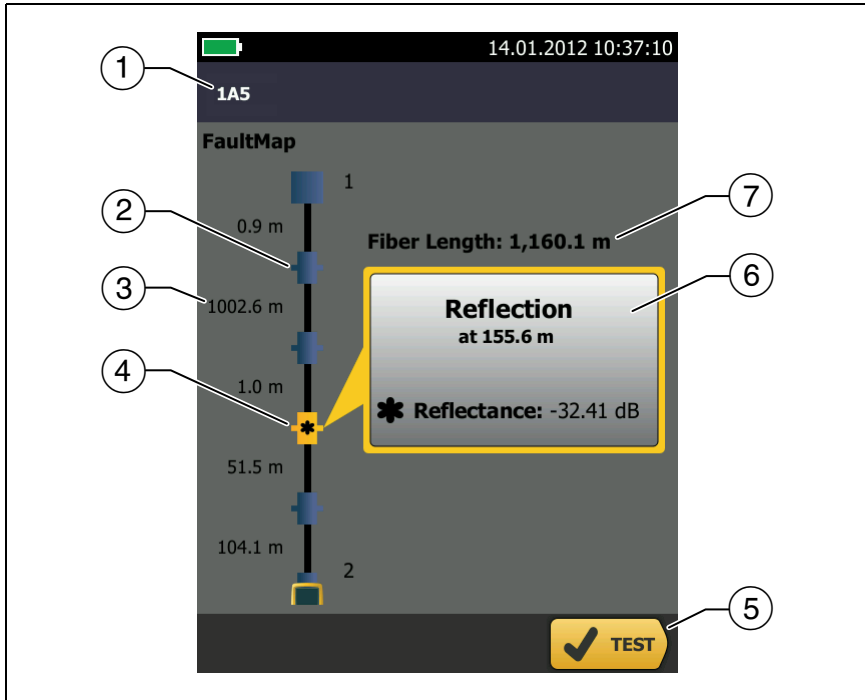 14.01.2012 10:37:10
1
1A5
FaultMap
1
0.9 m
7
2
Fiber Length: 1,160.1 m
3
1002.6 m
6
Reflection
at 155.6 m
4
1.0 m
✱ Reflectance: -32.41 dB
✱
51.5 m
104.1 m
2
5
TEST